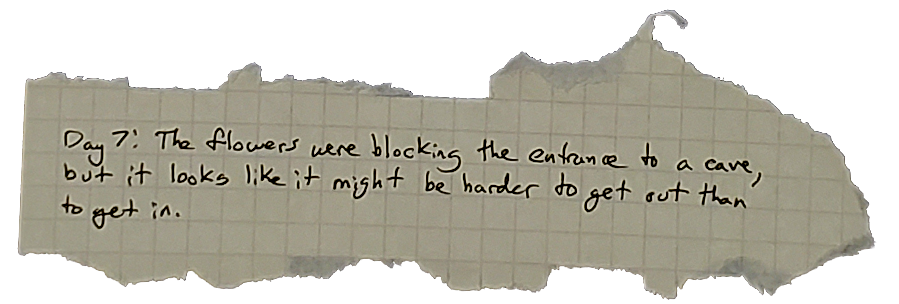 Day 7: The flowers were blocking the entrance to a cave,
but it looks like it might be harder to get out than
to get in.